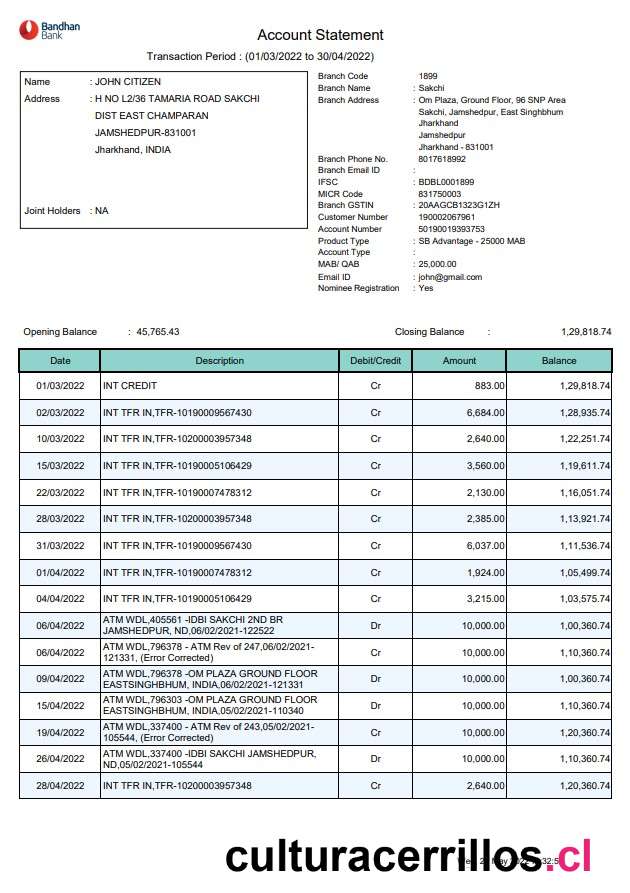 Bandhan
Bank
Account Statement
Transaction Period : (01/03/2022 to 30/04/2022)
Name : JOHN CITIZEN
Address : H NO L2/36 TAMARIA ROAD SAKCHI
DIST EAST CHAMPARAN
JAMSHEDPUR-831001
Jharkhand, INDIA
Joint Holders : NA
Branch Code 1899
Branch Name : Sakchi
Branch Address : Om Plaza, Ground Floor, 96 SNP Area
Sakchi, Jamshedpur, East Singhbhum
Jharkhand
Jamshedpur
Jharkhand - 831001
Branch Phone No. 8017618992
Branch Email ID :
IFSC : BDBL0001899
MICR Code 831750003
Branch GSTIN : 20AAGCB1323G1ZH
Customer Number 190002067961
Account Number 50190019393753
Product Type : SB Advantage - 25000 MAB
Account Type :
MAB/ QAB : 25,000.00
Email ID : john@gmail.com
Nominee Registration : Yes
Opening Balance : 45,765.43 Closing Balance : 1,29,818.74
Date Description Debit/Credit Amount Balance
01/03/2022 INT CREDIT Cr 883.00 1,29,818.74
02/03/2022 INT TFR IN,TFR-10190009567430 Cr 6,684.00 1,28,935.74
10/03/2022 INT TFR IN,TFR-10200003957348 Cr 2,640.00 1,22,251.74
15/03/2022 INT TFR IN,TFR-10190005106429 Cr 3,560.00 1,19,611.74
22/03/2022 INT TFR IN,TFR-10190007478312 Cr 2,130.00 1,16,051.74
28/03/2022 INT TFR IN,TFR-10200003957348 Cr 2,385.00 1,13,921.74
31/03/2022 INT TFR IN,TFR-10190009567430 Cr 6,037.00 1,11,536.74
01/04/2022 INT TFR IN,TFR-10190007478312 Cr 1,924.00 1,05,499.74
04/04/2022 INT TFR IN,TFR-10190005106429 Cr 3,215.00 1,03,575.74
06/04/2022 ATM WDL,405561 -IDBI SAKCHI 2ND BR
JAMSHEDPUR, ND,06/02/2021-122522 Dr 10,000.00 1,00,360.74
06/04/2022 ATM WDL,796378 - ATM Rev of 247,06/02/2021-
121331, (Error Corrected) Cr 10,000.00 1,10,360.74
09/04/2022 ATM WDL,796378 -OM PLAZA GROUND FLOOR
EASTSINGHBHUM, INDIA,06/02/2021-121331 Dr 10,000.00 1,00,360.74
15/04/2022 ATM WDL,796303 -OM PLAZA GROUND FLOOR
EASTSINGHBHUM, INDIA,05/02/2021-110340 Dr 10,000.00 1,10,360.74
19/04/2022 ATM WDL,337400 - ATM Rev of 243,05/02/2021-
105544, (Error Corrected) Cr 10,000.00 1,20,360.74
26/04/2022 ATM WDL,337400 -IDBI SAKCHI JAMSHEDPUR,
ND,05/02/2021-105544 Dr 10,000.00 1,10,360.74
28/04/2022 INT TFR IN,TFR-10200003957348 Cr 2,640.00 1,20,360.74
culturacerrillos.cl